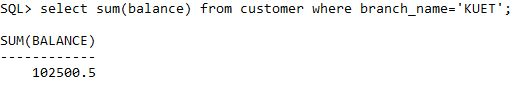 SQL> select sum(balance) from customer where branch_name='KUET';
SUM(BALANCE)
------------
102500.5